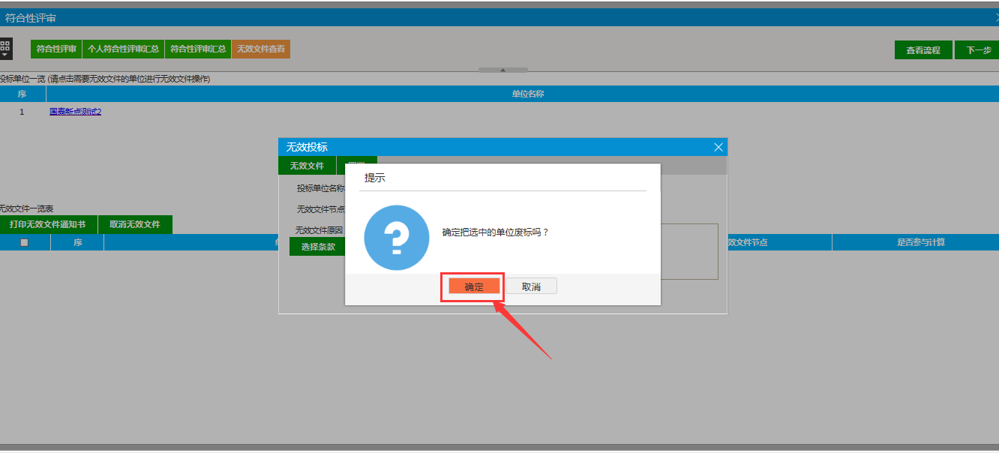 符合性评审
符合性评审 个人符合性评审汇总 符合性评审汇总 无效文件查看
查看流程 下一步
投标单位一览 (请点击需要无效文件的单位进行无效文件操作)
序 单位名称
1 国泰新点测试2
无效投标
无效文件
提示
投标单位名称
无效文件节点
无效文件原因
选择条款
确定把选中的单位废标吗？
确定 取消
无效文件一览表
打印无效文件通知书 取消无效文件
序 效文件节点 是否参与计算